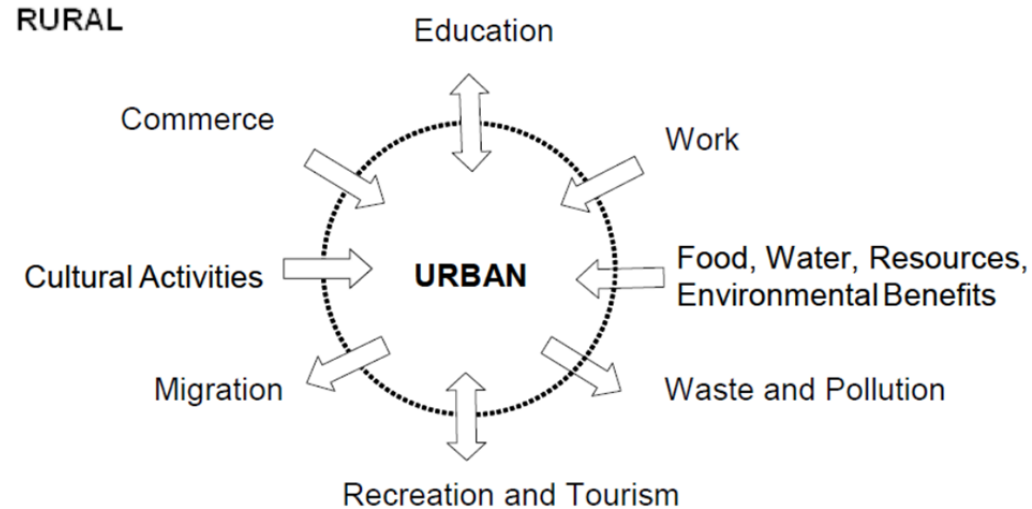 RURAL
Education
Commerce
Work
Cultural Activities
URBAN
Food, Water, Resources,
Environmental Benefits
Migration
Waste and Pollution
Recreation and Tourism